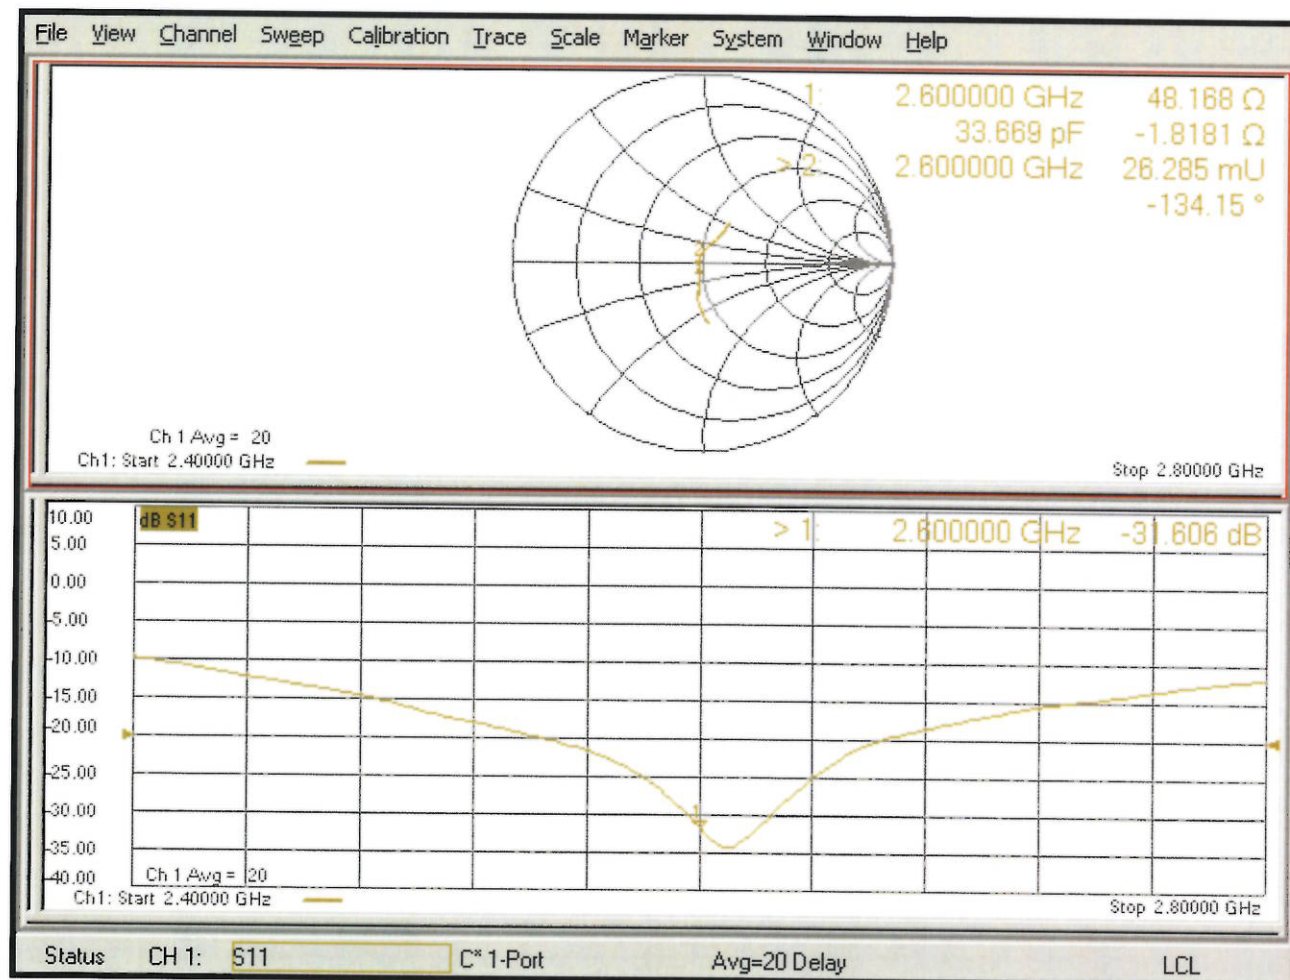 File View Channel Sweep Calibration Trace Scale Marker System Window Help
1: 2.600000 GHz 48.168 Ω
33.669 pF -1.8181 Ω
> 2: 2.600000 GHz 26.285 mU
-134.15 °
2
1
Ch 1 Avg = 20
Ch1: Start 2.40000 GHz
Stop 2.80000 GHz
10.00
dB S11
> 1: 2.600000 GHz -31.606 dB
5.00
0.00
-5.00
-10.00
-15.00
-20.00
-25.00
-30.00
1
-35.00
-40.00
Ch 1 Avg = 20
Ch1: Start 2.40000 GHz
Stop 2.80000 GHz
Status CH 1: S11 C* 1-Port Avg=20 Delay LCL